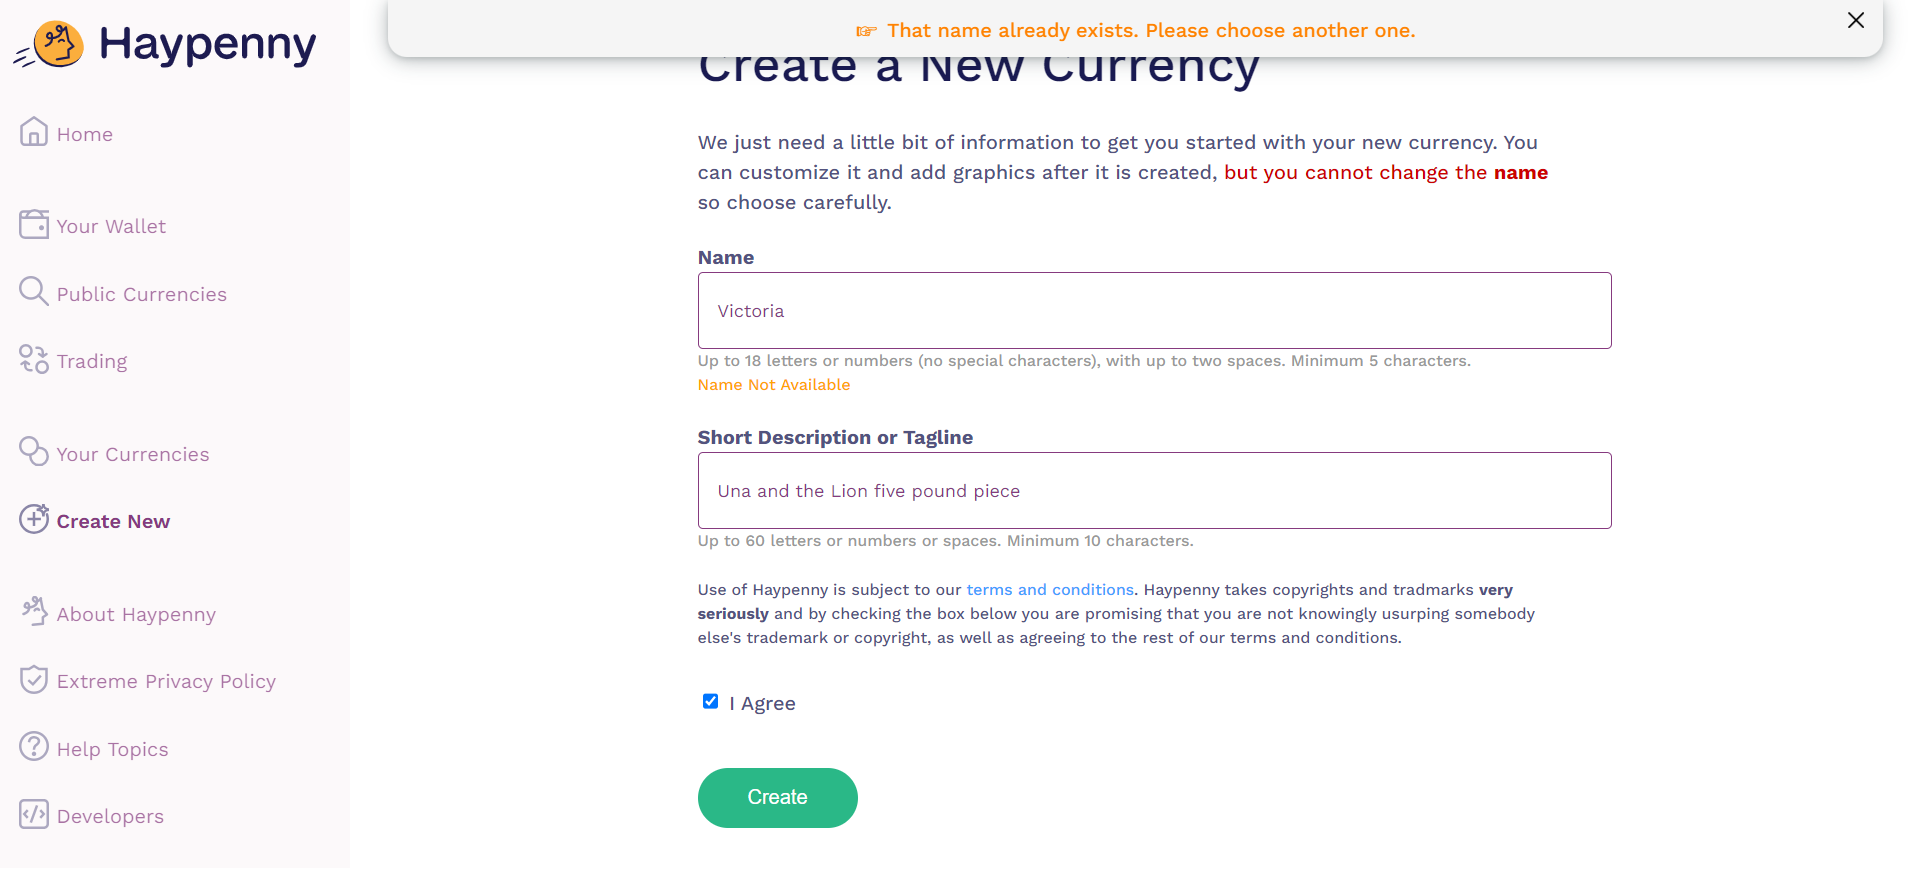 Haypenny
Home
Your Wallet
Public Currencies
Trading
Your Currencies
Create New
About Haypenny
Extreme Privacy Policy
Help Topics
Developers
☞ That name already exists. Please choose another one.
Create a New Currency
We just need a little bit of information to get you started with your new currency. You
can customize it and add graphics after it is created, but you cannot change the name
so choose carefully.
Name
Victoria
Up to 18 letters or numbers (no special characters), with up to two spaces. Minimum 5 characters.
Name Not Available
Short Description or Tagline
Una and the Lion five pound piece
Up to 60 letters or numbers or spaces. Minimum 10 characters.
Use of Haypenny is subject to our terms and conditions. Haypenny takes copyrights and tradmarks very
seriously and by checking the box below you are promising that you are not knowingly usurping somebody
else's trademark or copyright, as well as agreeing to the rest of our terms and conditions.
I Agree
Create